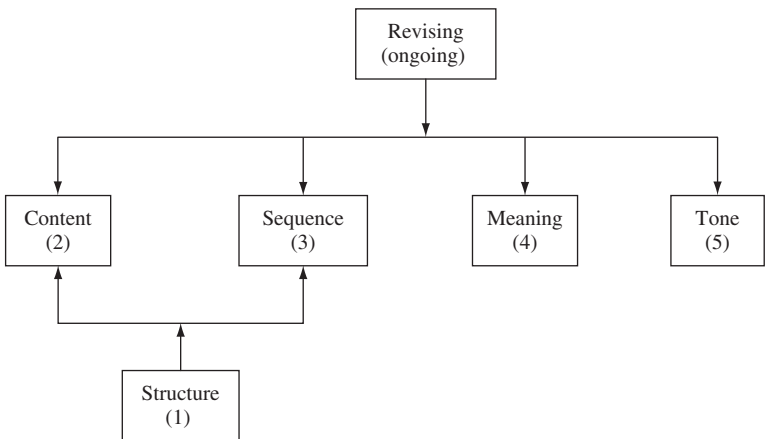 Revising
(ongoing)
Content
(2)
Sequence
(3)
Meaning
(4)
Tone
(5)
Structure
(1)